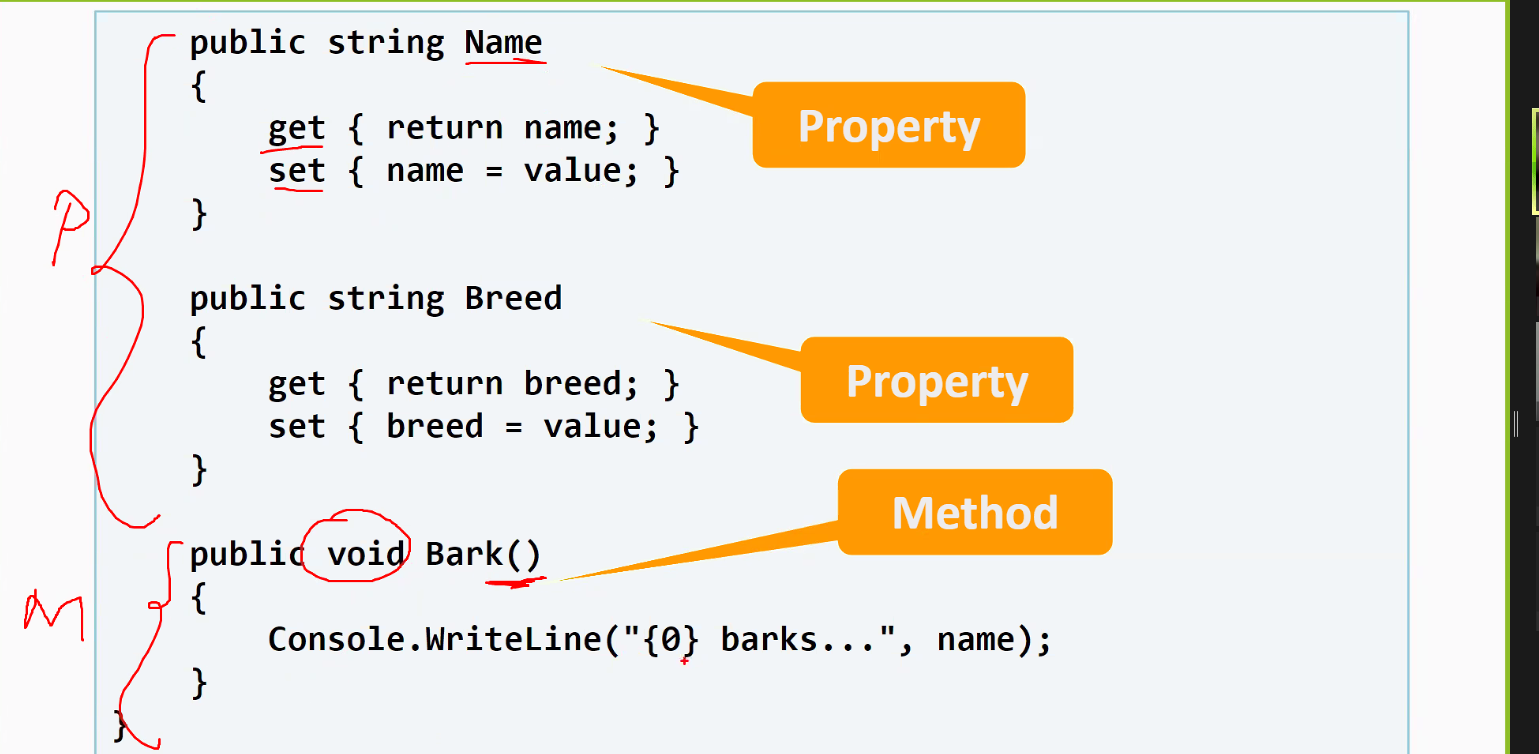 public string Name
Property
{
get { return name; }
set { name = value; }
}
P
public string Breed
Property
{
get { return breed; }
set { breed = value; }
}
Method
public void Bark()
{
M
Console.WriteLine("{0} barks...", name);
}
}